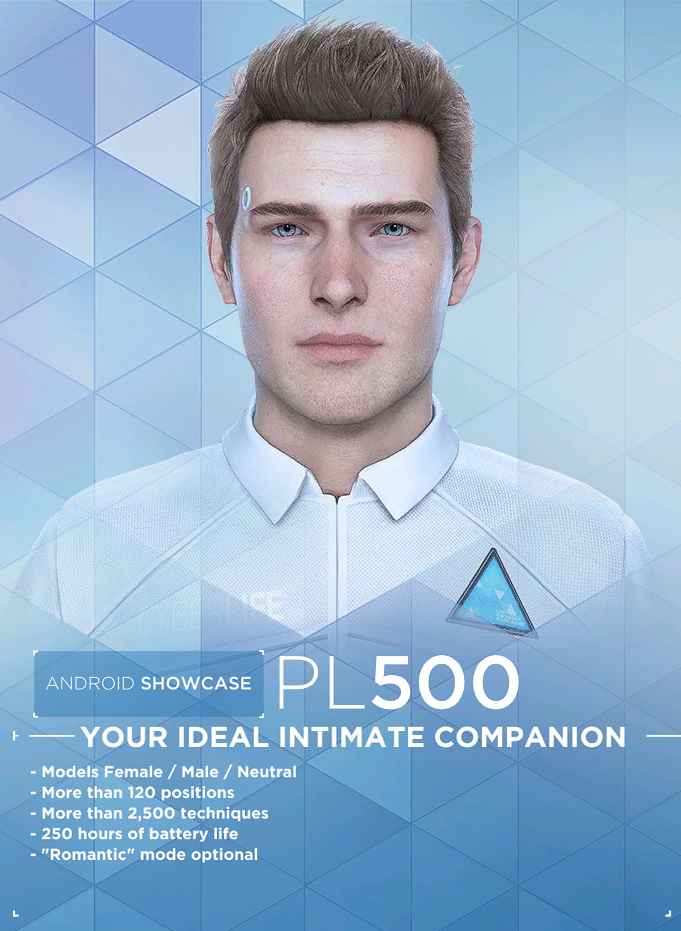 ANDROID SHOWCASE PL500
YOUR IDEAL INTIMATE COMPANION
- Models Female / Male / Neutral
- More than 120 positions
- More than 2,500 techniques
- 250 hours of battery life
- "Romantic" mode optional